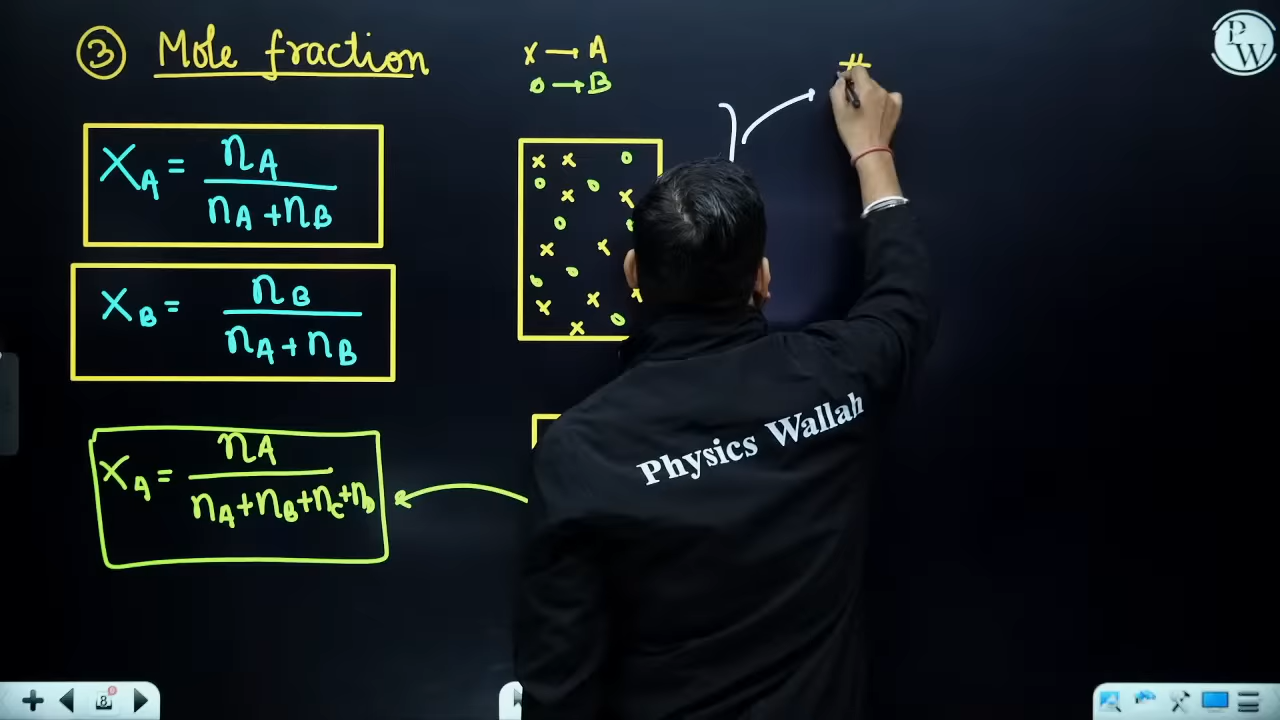 ③ Mole fraction
x → A
o → B
X_A = n_A / (n_A + n_B)
X_B = n_B / (n_A + n_B)
X_A = n_A / (n_A + n_B + n_C + n_D)
#
PW
Physics Wallah
8